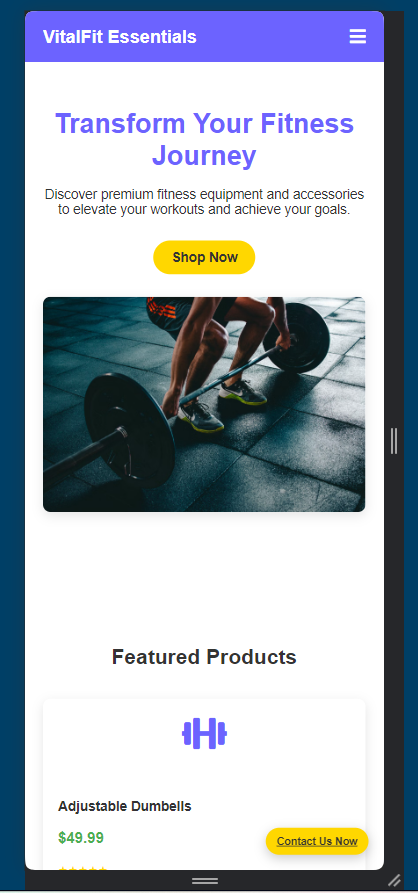 VitalFit Essentials
Transform Your Fitness
Journey
Discover premium fitness equipment and accessories
to elevate your workouts and achieve your goals.
Shop Now
Featured Products
Adjustable Dumbells
$49.99
Contact Us Now